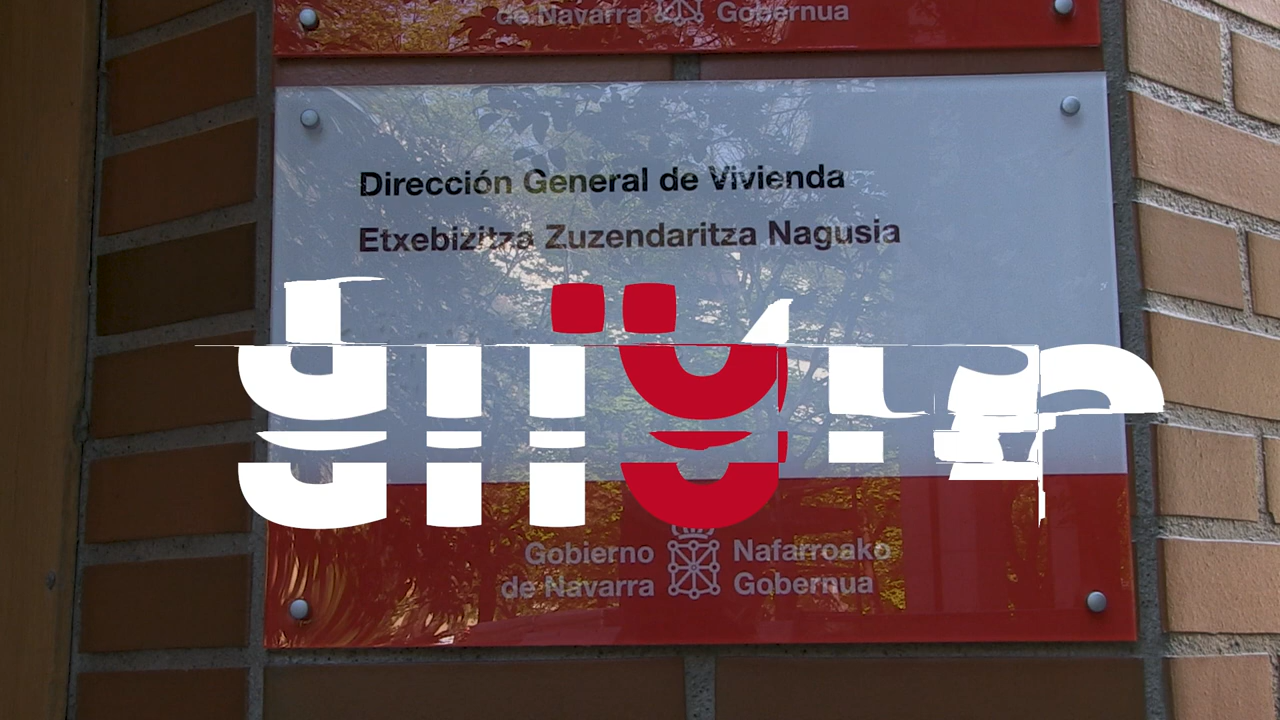 de Navarra Gobernua
Dirección General de Vivienda
Etxebizitza Zuzendaritza Nagusia
Gobierno Nafarroako
de Navarra Gobernua